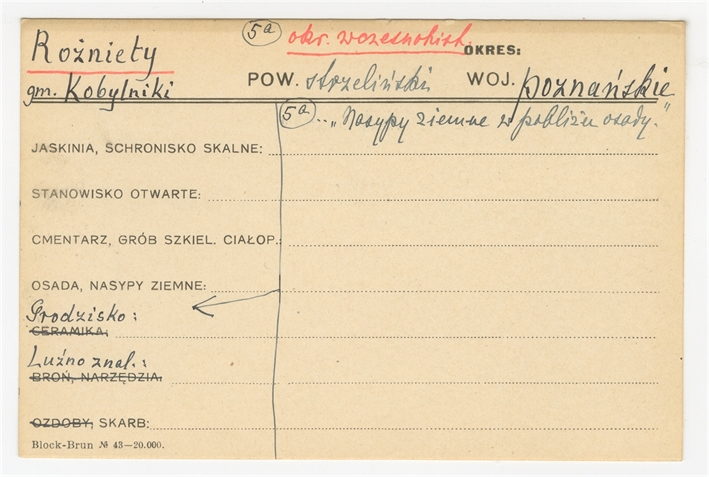 5a okr. wczesnohist. OKRES:
Rożniety
POW. strzeliński WOJ. poznańskie
gm. Kobylniki
5a .. „Nasypy ziemne w pobliżu osady.”
JASKINIA, SCHRONISKO SKALNE:
STANOWISKO OTWARTE:
CMENTARZ, GRÓB SZKIEL. CIAŁOP.:
OSADA, NASYPY ZIEMNE:
Grodzisko:
CERAMIKA:
Luźno znal.:
BROŃ, NARZĘDZIA:
OZDOBY, SKARB:
Block-Brun № 43—20.000.